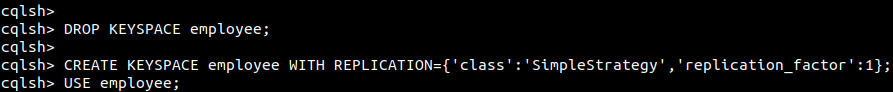 cqlsh>
cqlsh> DROP KEYSPACE employee;
cqlsh>
cqlsh> CREATE KEYSPACE employee WITH REPLICATION={'class':'SimpleStrategy','replication_factor':1};
cqlsh> USE employee;